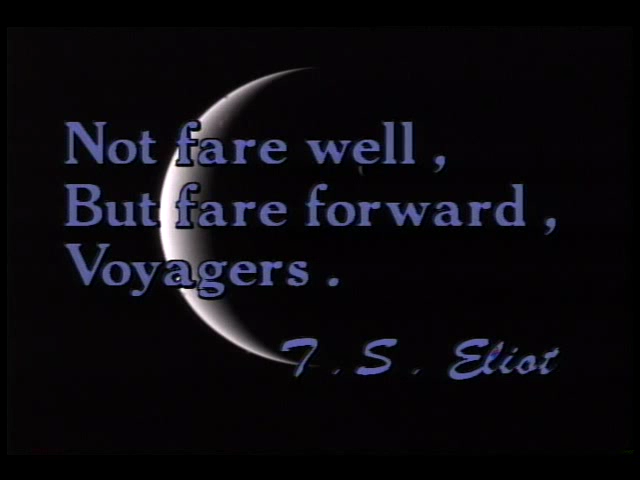 Not fare well ,
But fare forward ,
Voyagers .
T . S . Eliot